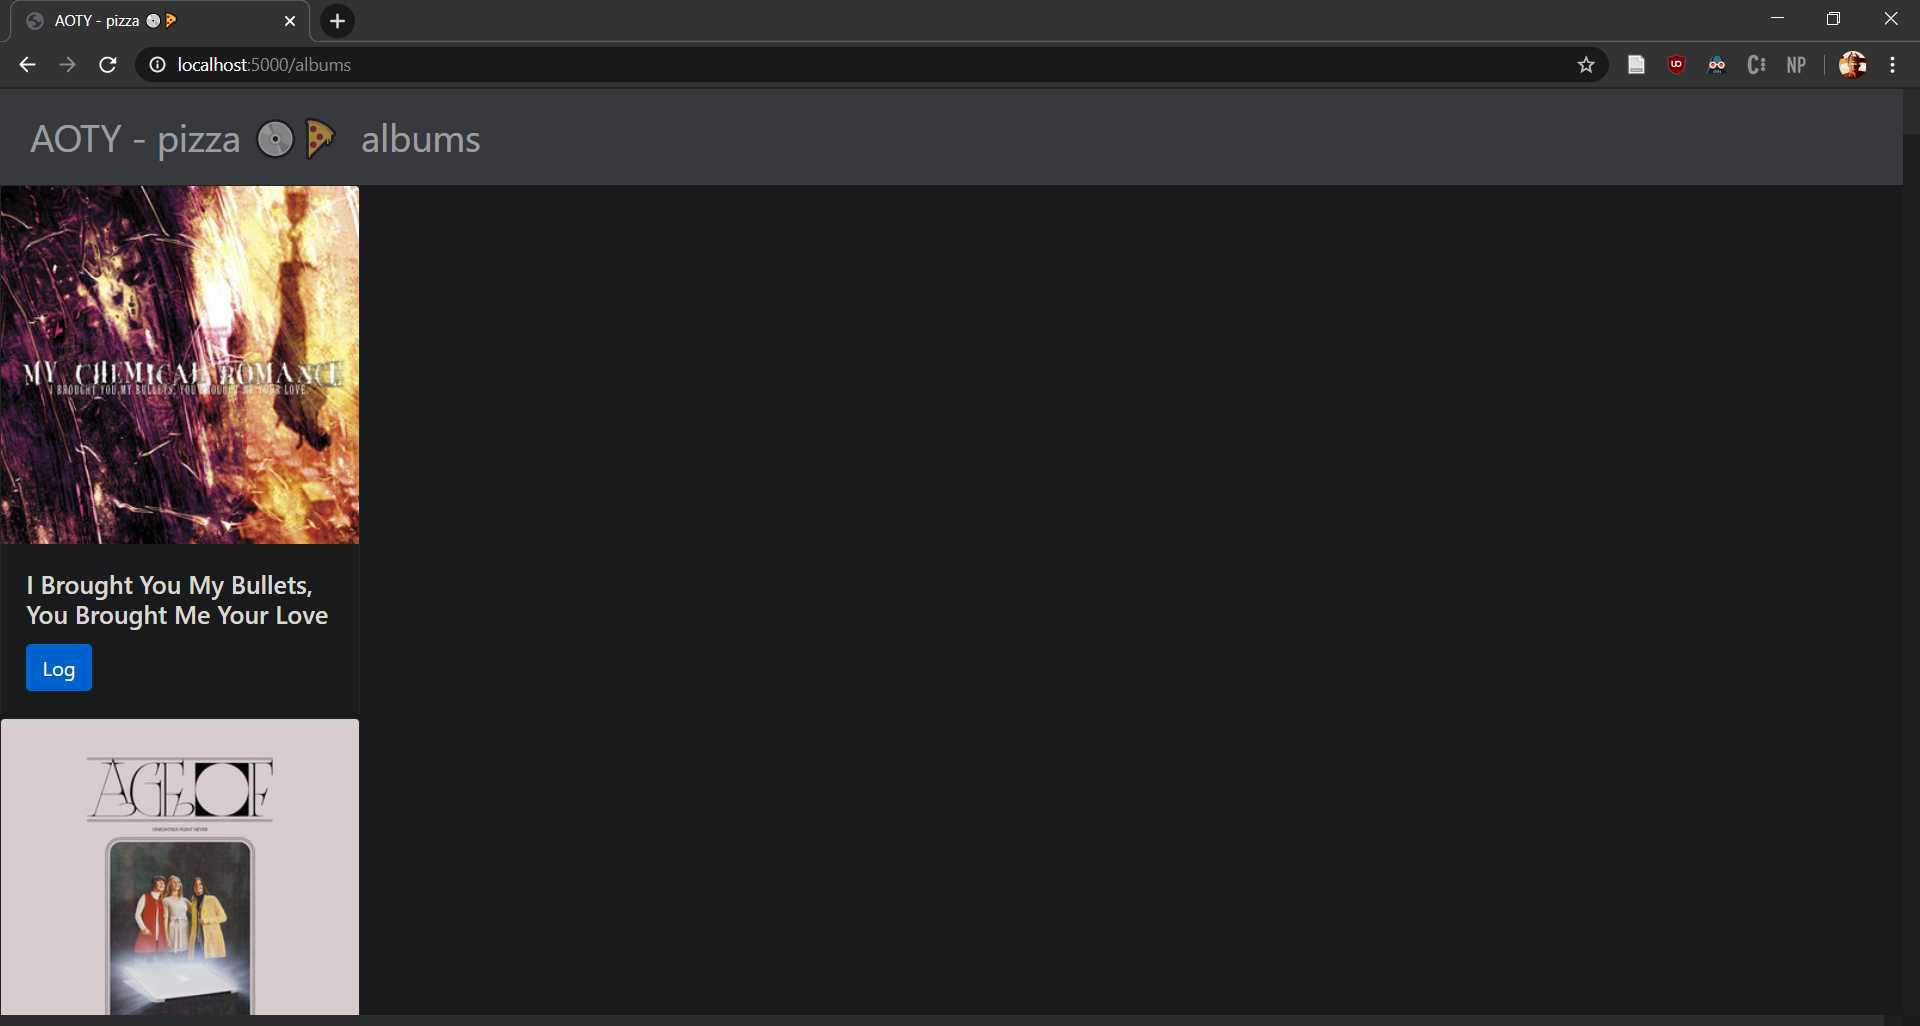 AOTY - pizza 💿🍕
localhost:5000/albums
UD
C:
NP
AOTY - pizza 💿🍕 albums
MY CHEMICAL ROMANCE
I BROUGHT YOU MY BULLETS, YOU BROUGHT ME YOUR LOVE
I Brought You My Bullets,
You Brought Me Your Love
Log
AGE OF
ONEOHTRIX POINT NEVER